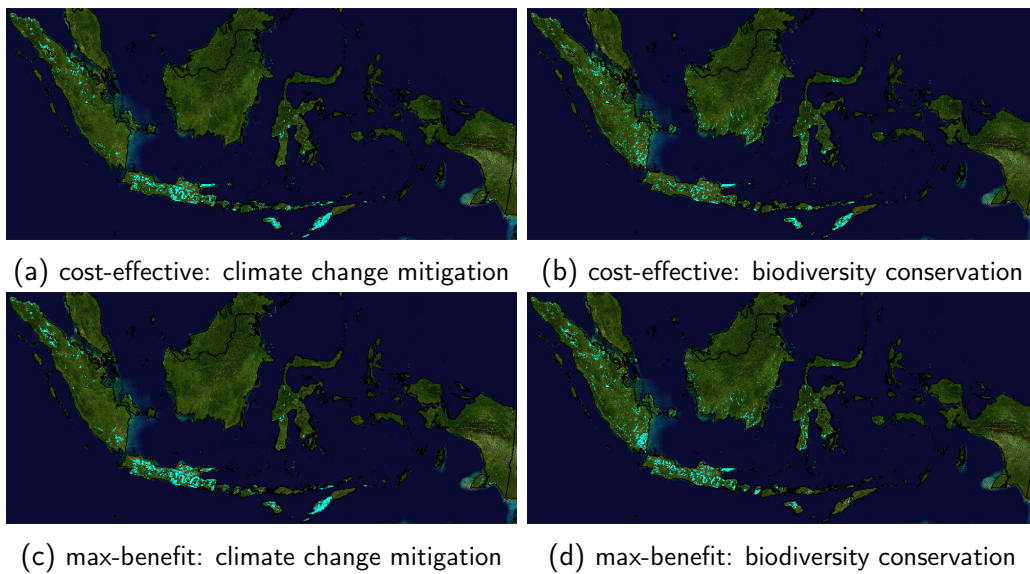 (a) cost-effective: climate change mitigation
(b) cost-effective: biodiversity conservation
(c) max-benefit: climate change mitigation
(d) max-benefit: biodiversity conservation